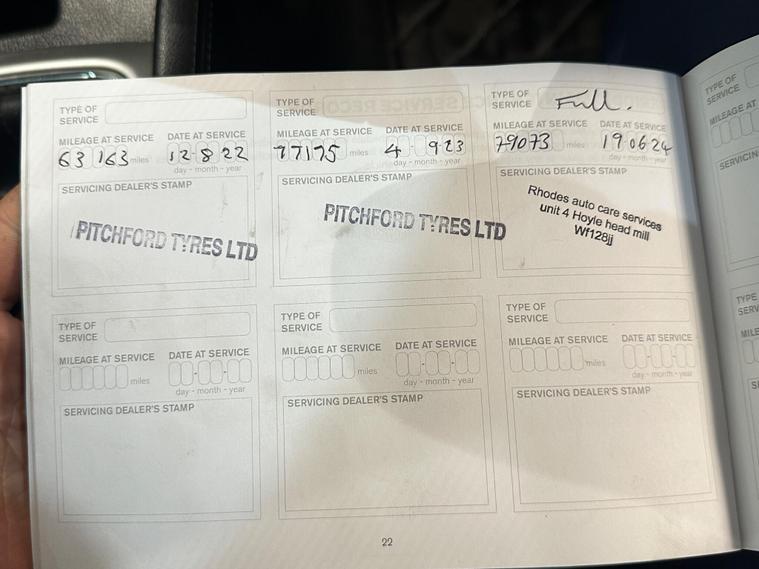 TYPE OF SERVICE
MILEAGE AT SERVICE DATE AT SERVICE
63 163 miles 12-8-22
day - month - year
SERVICING DEALER'S STAMP
PITCHFORD TYRES LTD
TYPE OF SERVICE
MILEAGE AT SERVICE DATE AT SERVICE
77175 miles 4 923
day - month - year
SERVICING DEALER'S STAMP
PITCHFORD TYRES LTD
TYPE OF SERVICE Full.
MILEAGE AT SERVICE DATE AT SERVICE
79073 miles 190624
day - month - year
SERVICING DEALER'S STAMP
Rhodes auto care services
unit 4 Hoyle head mill
Wf128jj
TYPE OF SERVICE
MILEAGE AT SERVICE DATE AT SERVICE
miles
day - month - year
SERVICING DEALER'S STAMP
TYPE OF SERVICE
MILEAGE AT SERVICE DATE AT SERVICE
miles
day - month - year
SERVICING DEALER'S STAMP
TYPE OF SERVICE
MILEAGE AT SERVICE DATE AT SERVICE
miles
day - month - year
SERVICING DEALER'S STAMP
22